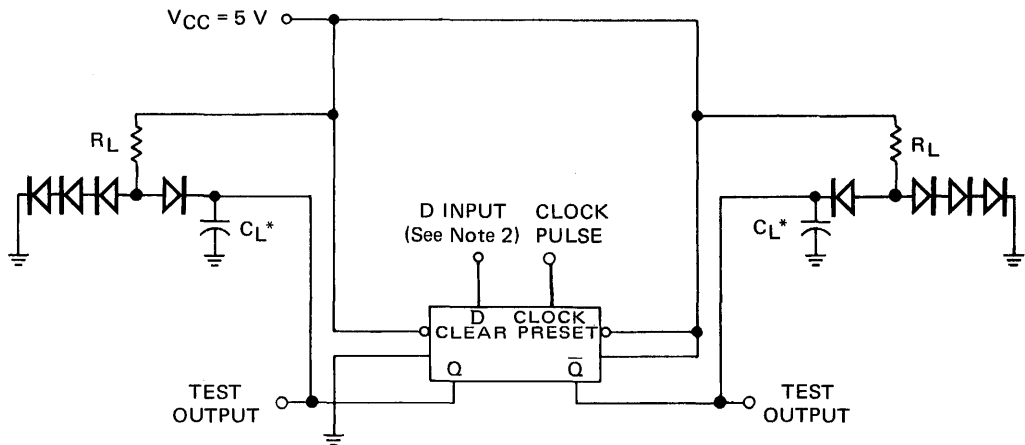 VCC = 5 V
RL
RL
CL*
CL*
D INPUT
(See Note 2)
CLOCK
PULSE
D CLOCK
CLEAR PRESET
Q Q̅
TEST
OUTPUT
TEST
OUTPUT